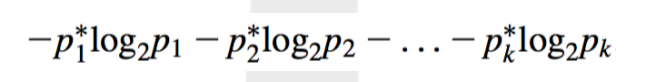 −p₁*log₂p₁ − p₂*log₂p₂ − … − pₖ*log₂pₖ